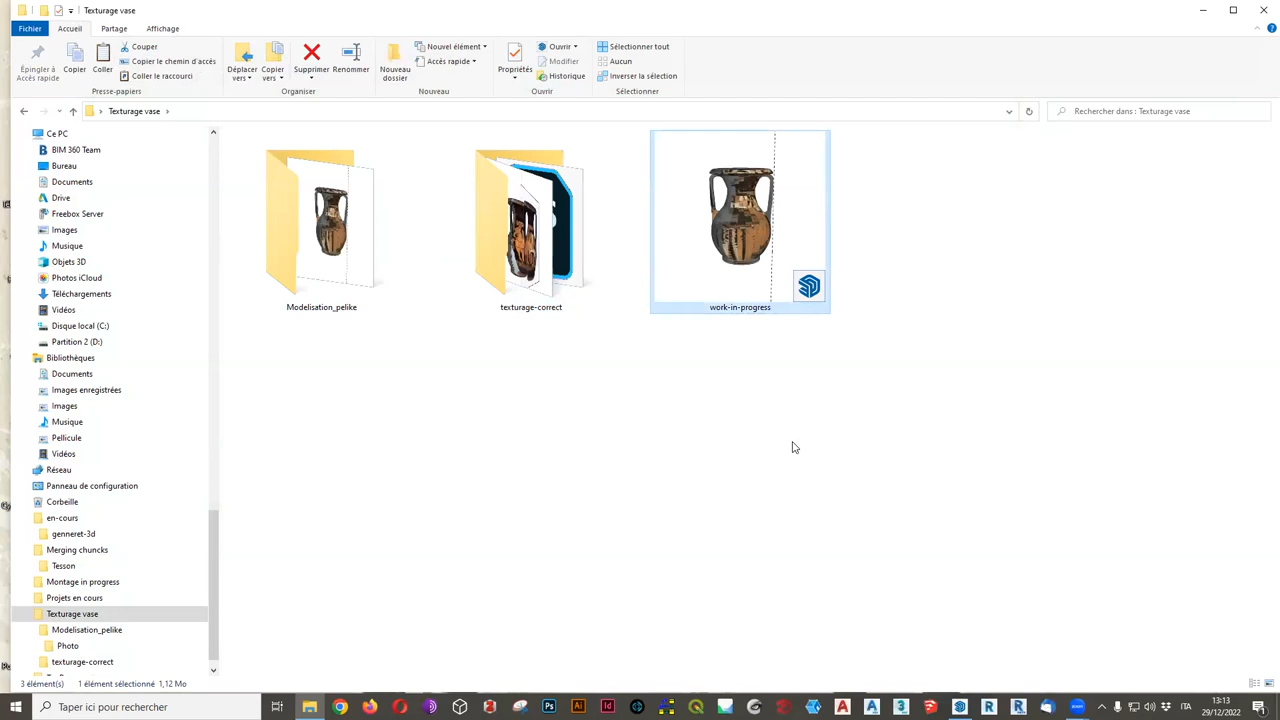 Texturage vase
Fichier Accueil Partage Affichage
Épingler à Accès rapide
Copier
Coller
Couper
Copier le chemin d'accès
Coller le raccourci
Presse-papiers
Déplacer vers
Copier vers
Supprimer
Renommer
Organiser
Nouveau dossier
Nouvel élément
Accès rapide
Nouveau
Propriétés
Ouvrir
Modifier
Historique
Ouvrir
Sélectionner tout
Aucun
Inverser la sélection
Sélectionner
Texturage vase
Rechercher dans : Texturage vase
Ce PC
BIM 360 Team
Bureau
Documents
Drive
Freebox Server
Images
Musique
Objets 3D
Photos iCloud
Téléchargements
Vidéos
Disque local (C:)
Partition 2 (D:)
Bibliothèques
Documents
Images enregistrées
Images
Musique
Pellicule
Vidéos
Réseau
Panneau de configuration
Corbeille
en-cours
genneret-3d
Merging chuncks
Tesson
Montage in progress
Projets en cours
Texturage vase
Modelisation_pelike
Photo
texturage-correct
Modelisation_pelike
texturage-correct
work-in-progress
3 élément(s) 1 élément sélectionné 1,12 Mo
Taper ici pour rechercher
Ps
Ai
Id
ITA
13:13
29/12/2022